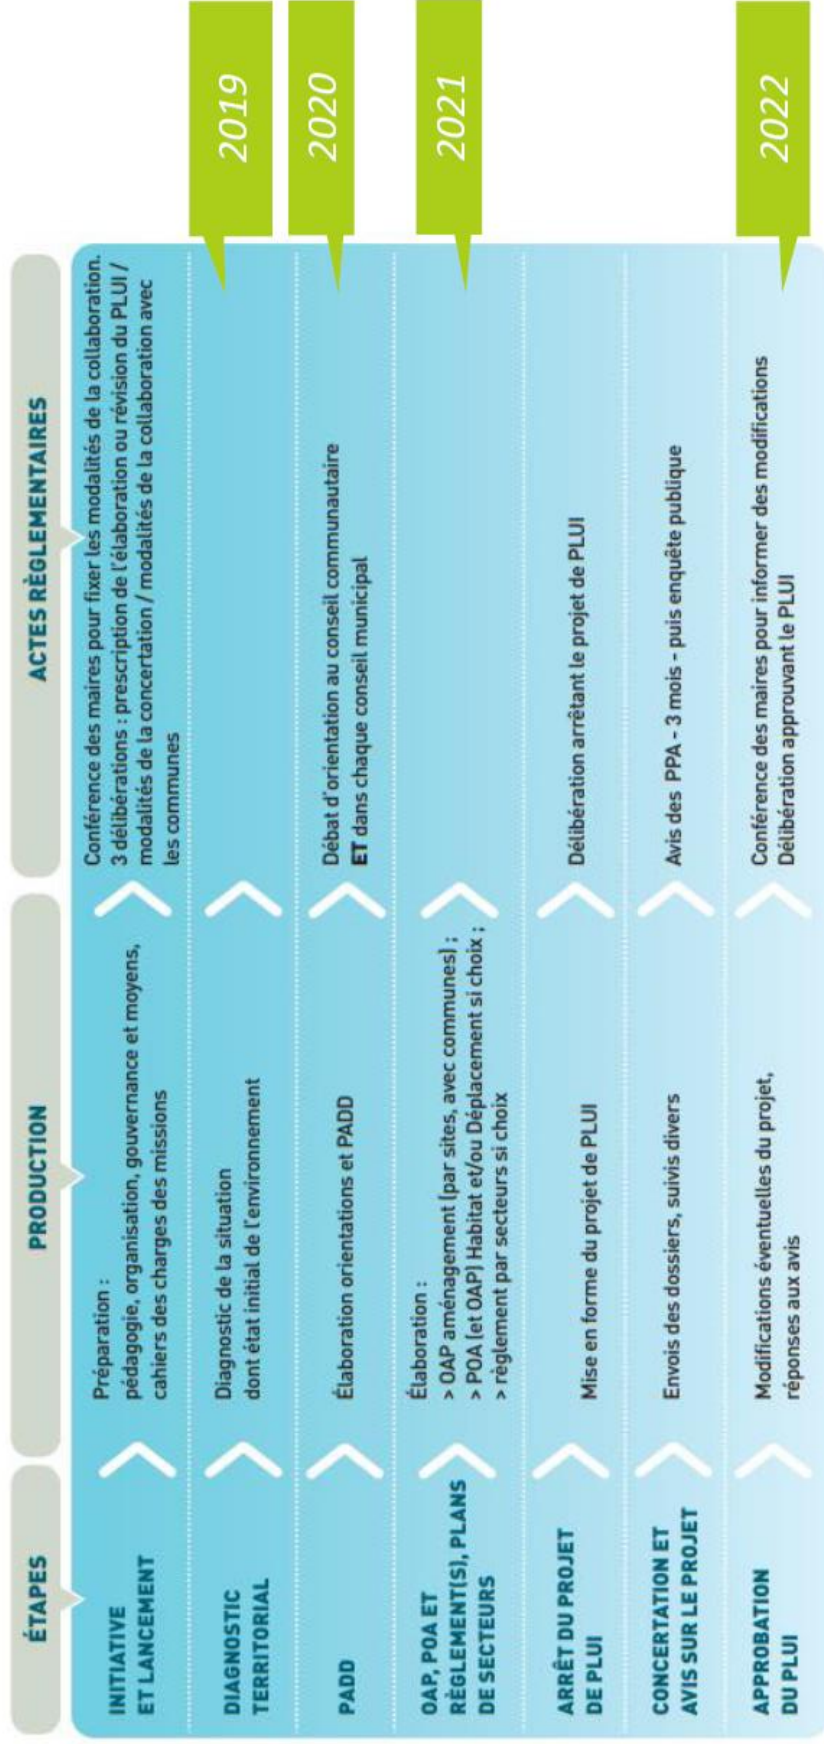 ÉTAPES
PRODUCTION
ACTES RÈGLEMENTAIRES
INITIATIVE
ET LANCEMENT
Préparation :
pédagogie, organisation, gouvernance et moyens,
cahiers des charges des missions
Conférence des maires pour fixer les modalités de la collaboration.
3 délibérations : prescription de l'élaboration ou révision du PLUI /
modalités de la concertation / modalités de la collaboration avec
les communes
DIAGNOSTIC
TERRITORIAL
Diagnostic de la situation
dont état initial de l'environnement
2019
PADD
Élaboration orientations et PADD
Débat d'orientation au conseil communautaire
ET dans chaque conseil municipal
2020
OAP, POA ET
RÈGLEMENT(S), PLANS
DE SECTEURS
Élaboration :
> OAP aménagement (par sites, avec communes) ;
> POA (et OAP) Habitat et/ou Déplacement si choix ;
> règlement par secteurs si choix
2021
ARRÊT DU PROJET
DE PLUI
Mise en forme du projet de PLUI
Délibération arrêtant le projet de PLUI
CONCERTATION ET
AVIS SUR LE PROJET
Envois des dossiers, suivis divers
Avis des PPA - 3 mois - puis enquête publique
APPROBATION
DU PLUI
Modifications éventuelles du projet,
réponses aux avis
Conférence des maires pour informer des modifications
Délibération approuvant le PLUI
2022